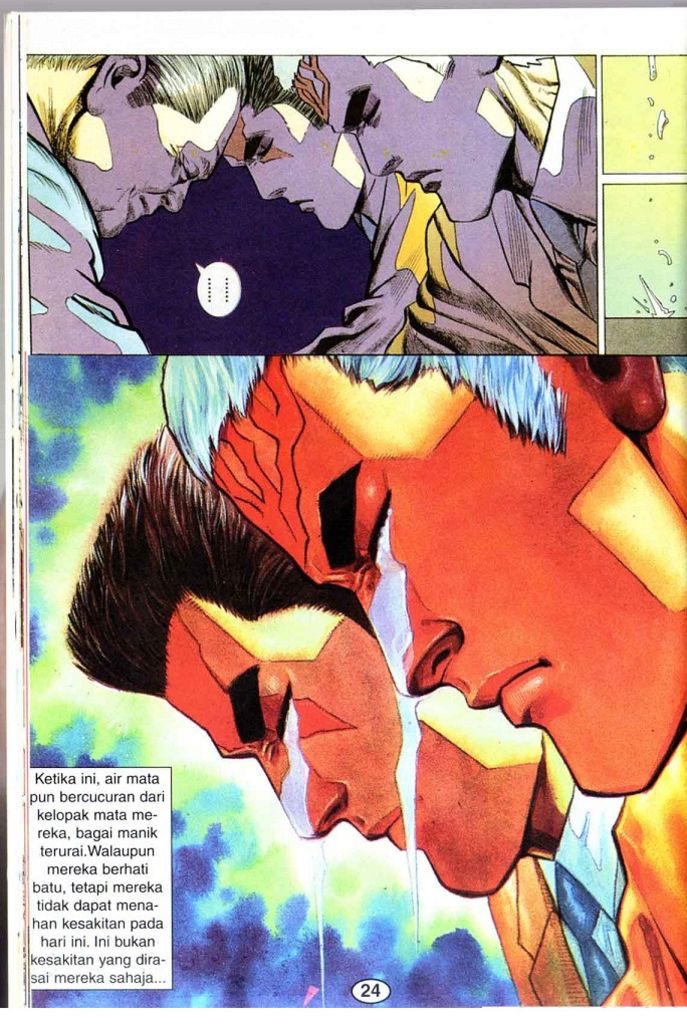 ......
Ketika ini, air mata
pun bercucuran dari
kelopak mata me-
reka, bagai manik
terurai.Walaupun
mereka berhati
batu, tetapi mereka
tidak dapat mena-
han kesakitan pada
hari ini. Ini bukan
kesakitan yang dira-
sai mereka sahaja...
24